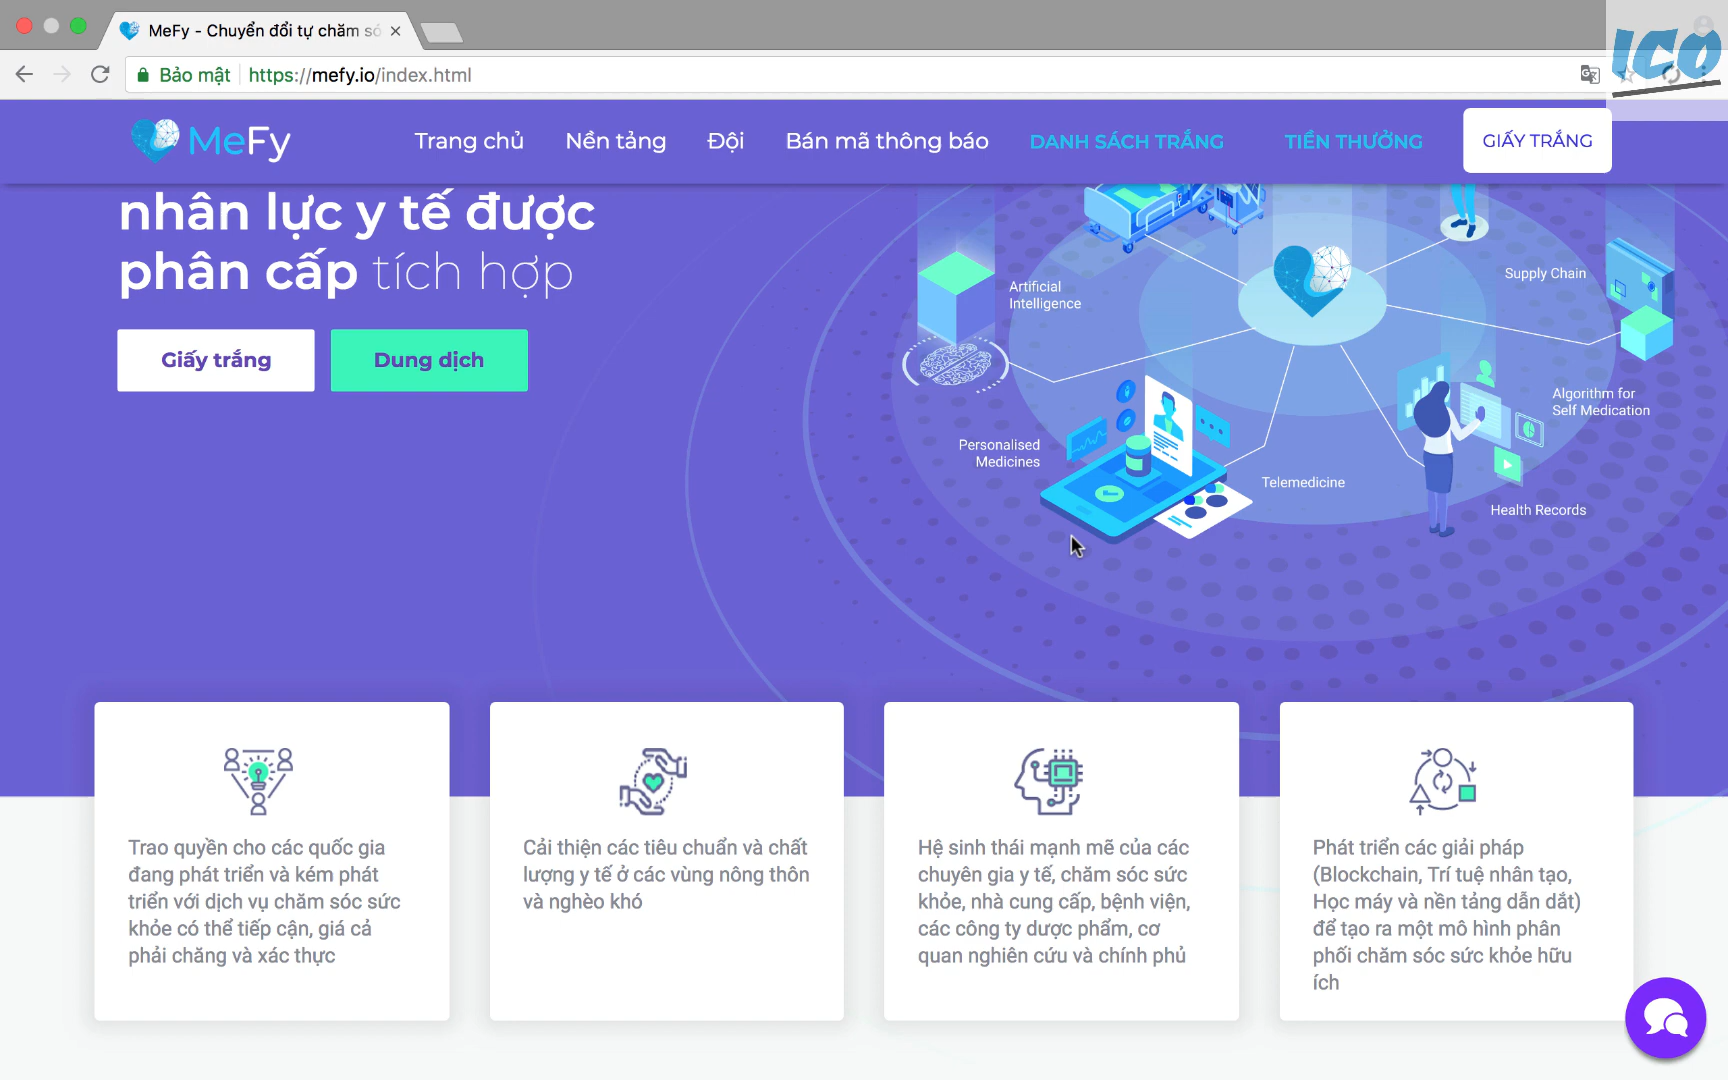 MeFy - Chuyển đổi tự chăm só
ICO
Bảo mật
https://mefy.io/index.html
MeFy
Trang chủ
Nền tảng
Đội
Bán mã thông báo
DANH SÁCH TRẮNG
TIỀN THƯỞNG
GIẤY TRẮNG
nhân lực y tế được
phân cấp tích hợp
Giấy trắng
Dung dịch
Artificial
Intelligence
Supply Chain
Algorithm for
Self Medication
Personalised
Medicines
Telemedicine
Health Records
Trao quyền cho các quốc gia
đang phát triển và kém phát
triển với dịch vụ chăm sóc sức
khỏe có thể tiếp cận, giá cả
phải chăng và xác thực
Cải thiện các tiêu chuẩn và chất
lượng y tế ở các vùng nông thôn
và nghèo khó
Hệ sinh thái mạnh mẽ của các
chuyên gia y tế, chăm sóc sức
khỏe, nhà cung cấp, bệnh viện,
các công ty dược phẩm, cơ
quan nghiên cứu và chính phủ
Phát triển các giải pháp
(Blockchain, Trí tuệ nhân tạo,
Học máy và nền tảng dẫn dắt)
để tạo ra một mô hình phân
phối chăm sóc sức khỏe hữu
ích